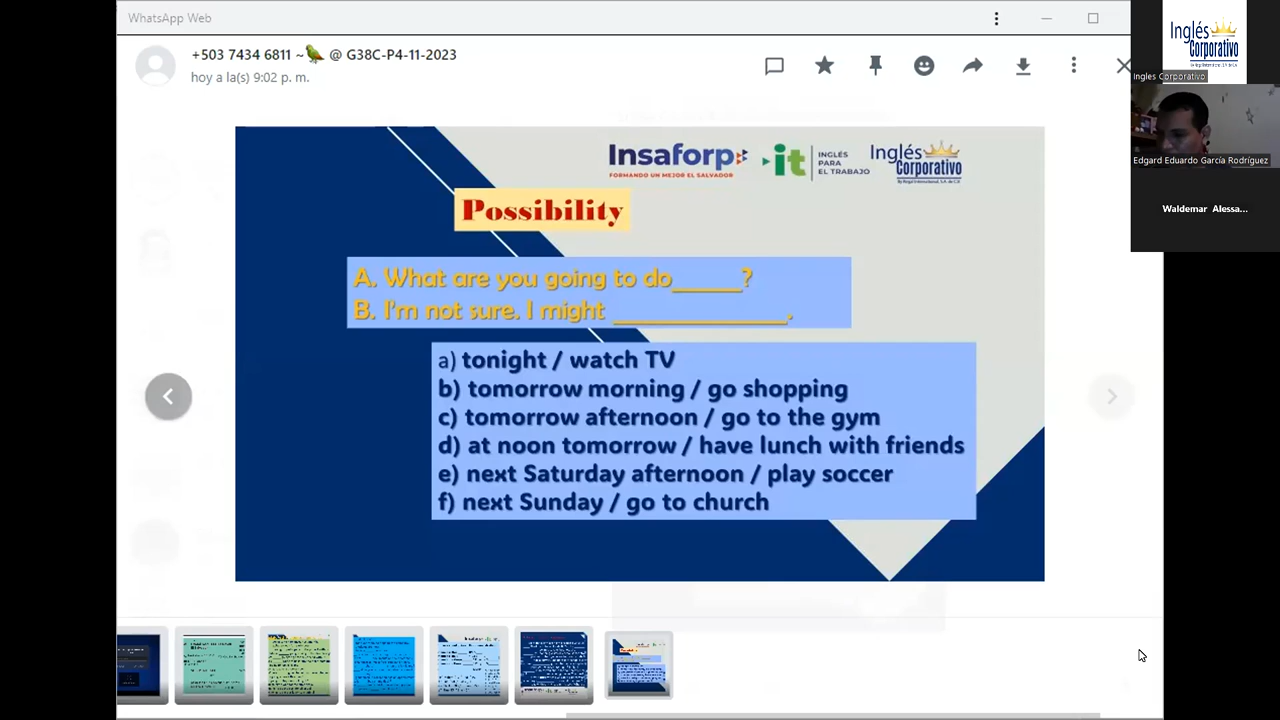 WhatsApp Web
+503 7434 6811 ~🦜 @ G38C-P4-11-2023
hoy a la(s) 9:02 p. m.
Insaforp
FORMANDO UN MEJOR EL SALVADOR
it
INGLÉS
PARA
EL TRABAJO
Inglés
Corporativo
Possibility
A. What are you going to do______?
B. I'm not sure. I might ______________.
a) tonight / watch TV
b) tomorrow morning / go shopping
c) tomorrow afternoon / go to the gym
d) at noon tomorrow / have lunch with friends
e) next Saturday afternoon / play soccer
f) next Sunday / go to church
Inglés
Corporativo
Ingles Corporativo
Edgard Eduardo García Rodríguez
Waldemar Alessa...